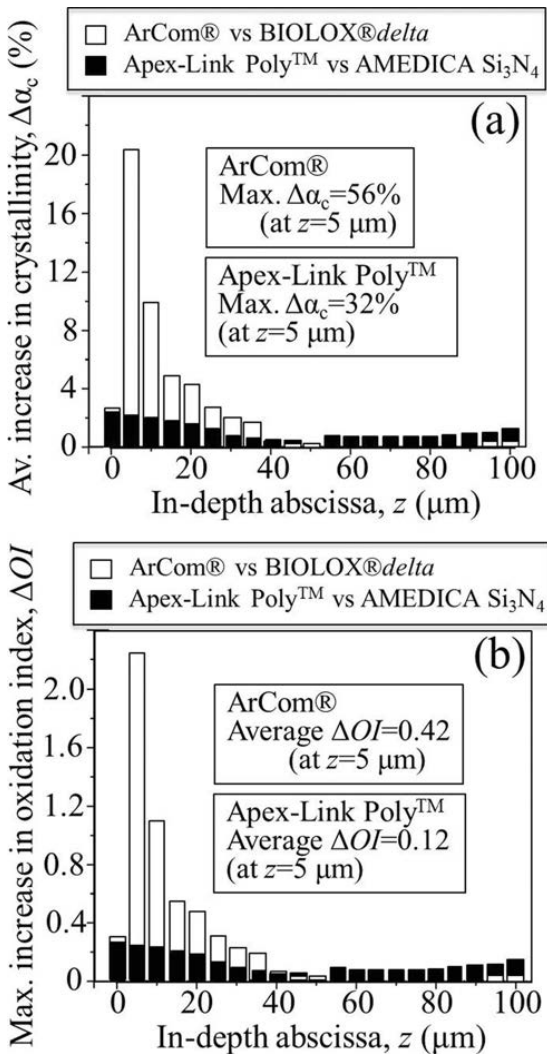 ArCom® vs BIOLOX®delta
Apex-Link Poly™ vs AMEDICA Si₃N₄
(a)
Av. increase in crystallinity, Δα_c (%)
20
16
12
8
4
0
ArCom®
Max. Δα_c=56%
(at z=5 μm)
Apex-Link Poly™
Max. Δα_c=32%
(at z=5 μm)
0 20 40 60 80 100
In-depth abscissa, z (μm)
ArCom® vs BIOLOX®delta
Apex-Link Poly™ vs AMEDICA Si₃N₄
(b)
Max. increase in oxidation index, ΔOI
2.0
1.6
1.2
0.8
0.4
0
ArCom®
Average ΔOI=0.42
(at z=5 μm)
Apex-Link Poly™
Average ΔOI=0.12
(at z=5 μm)
0 20 40 60 80 100
In-depth abscissa, z (μm)